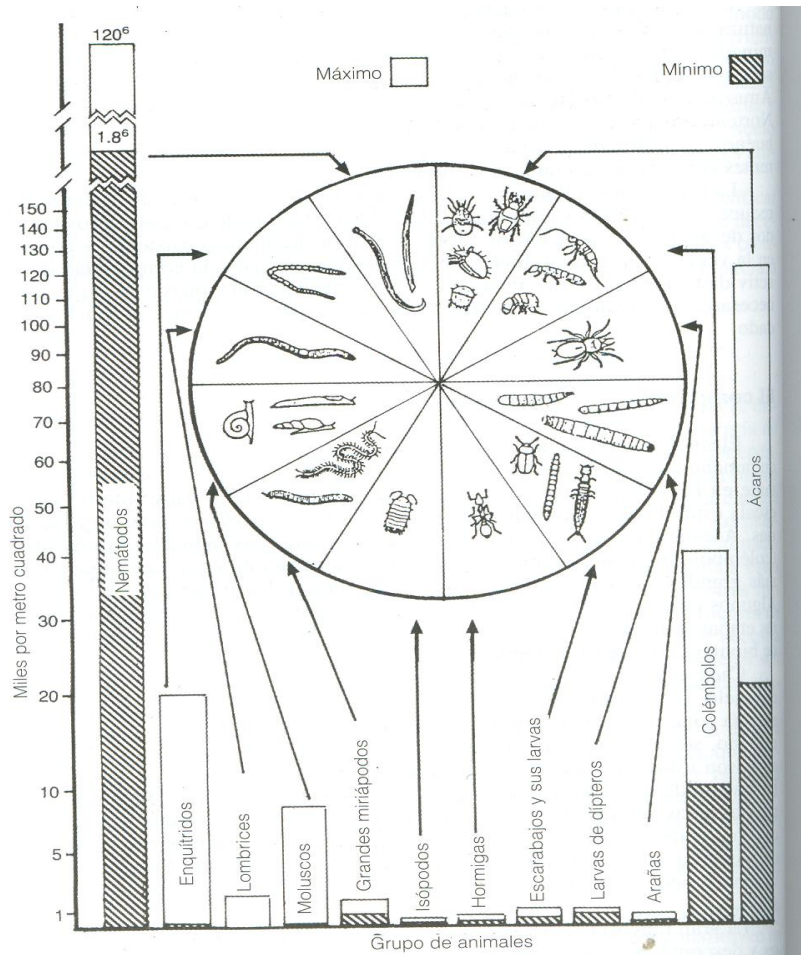 120⁶
Máximo
Mínimo
1.8⁶
150
140
130
120
110
100
90
80
70
60
50
40
30
20
10
5
1
Miles por metro cuadrado
Nemátodos
Enquítridos
Lombrices
Moluscos
Grandes miriápodos
Isópodos
Hormigas
Escarabajos y sus larvas
Larvas de dípteros
Arañas
Colémbolos
Ácaros
Grupo de animales